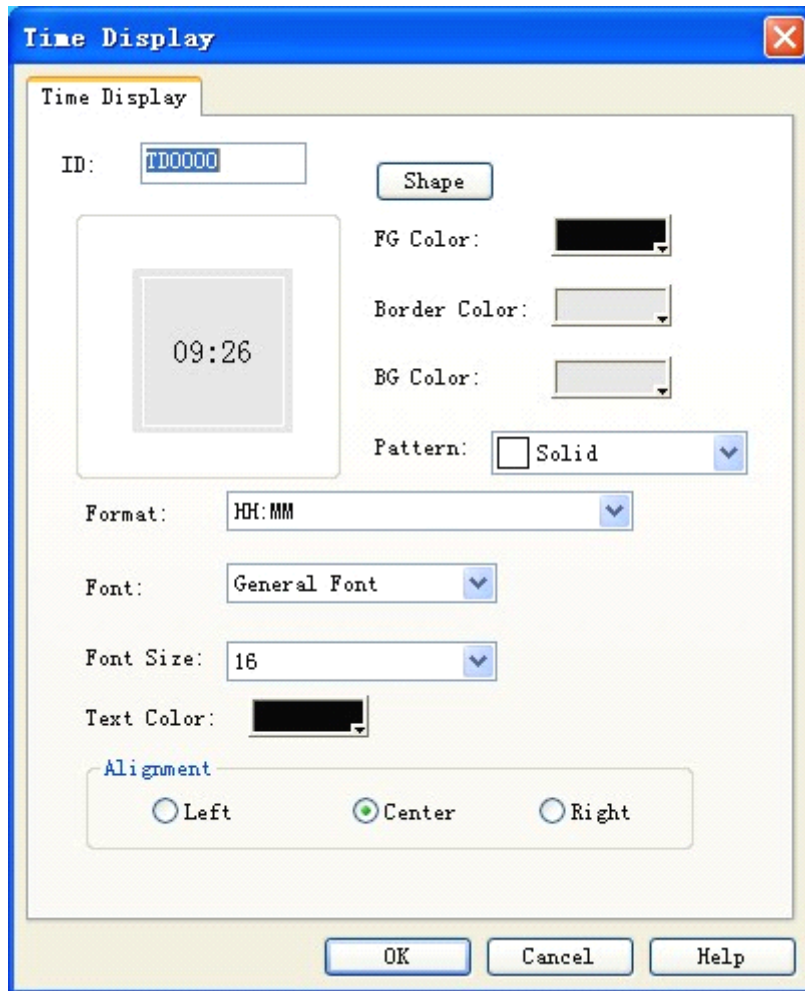 Time Display
Time Display
ID: TD0000
Shape
FG Color:
09:26
Border Color:
BG Color:
Pattern: Solid
Format: HH:MM
Font: General Font
Font Size: 16
Text Color:
Alignment
Left Center Right
OK Cancel Help